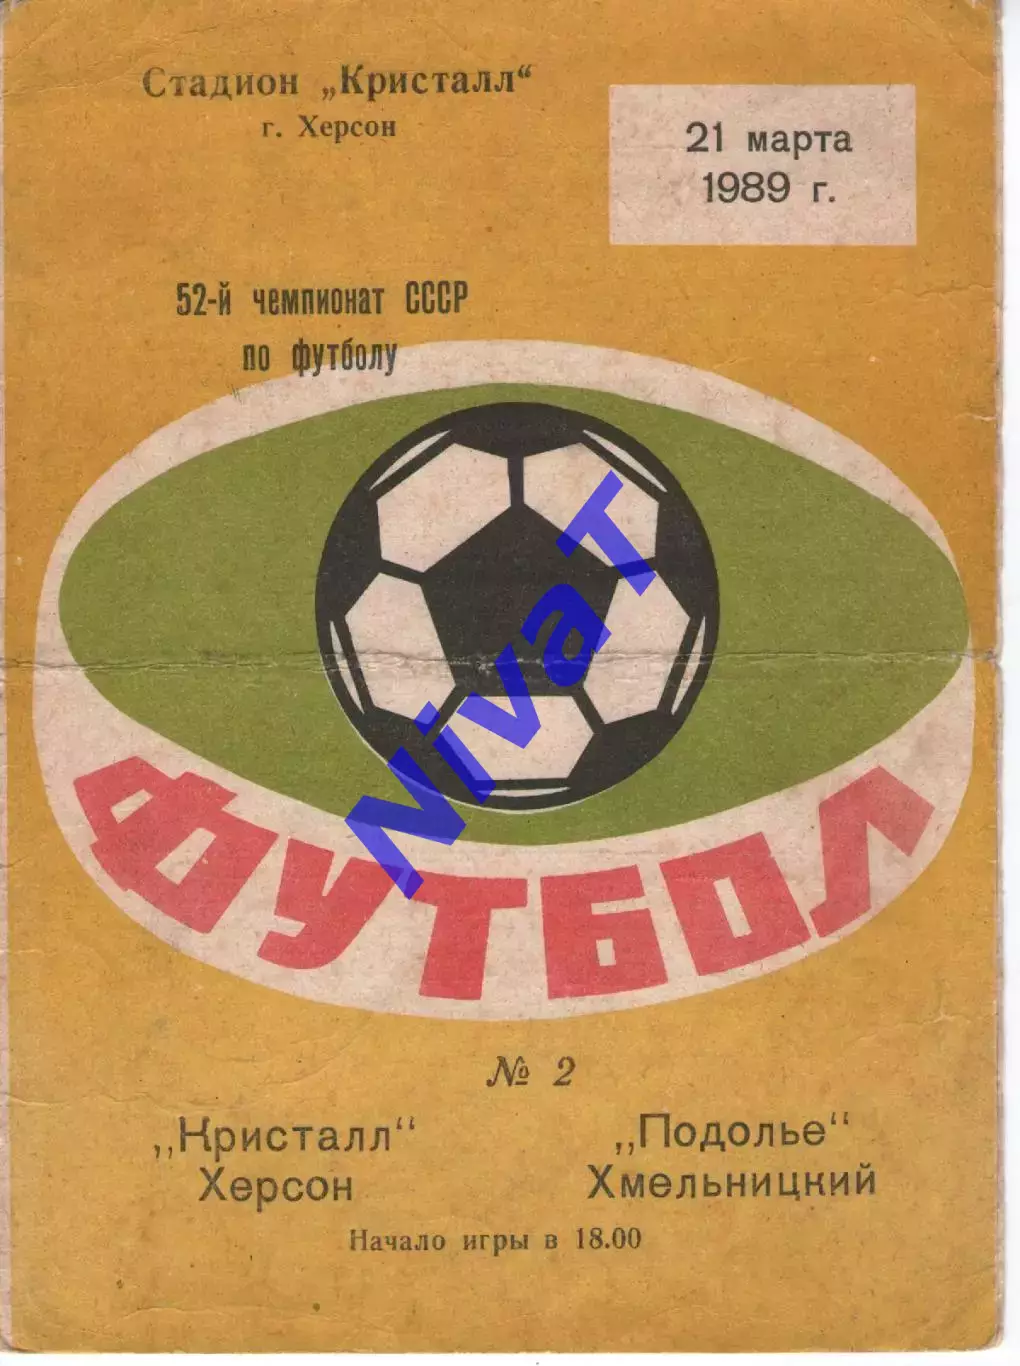 Стадион „Кристалл“
г. Херсон
21 марта
1989 г.
52-й чемпионат СССР
по футболу
ФУТБОЛ
Niva T
№ 2
„Кристалл“
Херсон
„Подолье“
Хмельницкий
Начало игры в 18.00